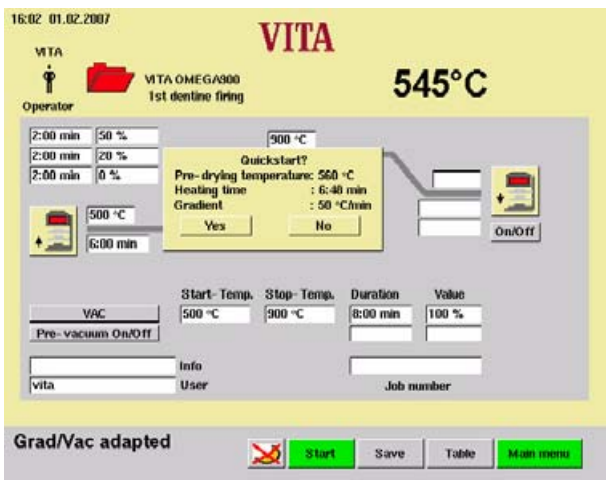 16:02 01.02.2007
VITA
VITA
Operator
VITA OMEGA900
1st dentine firing
545°C
2:00 min 50 %
2:00 min 20 %
2:00 min 0 %
900 °C
Quickstart?
Pre-drying temperature: 560 °C
Heating time : 6:48 min
Gradient : 50 °C/min
Yes No
500 °C
6:00 min
On/Off
Start-Temp. Stop-Temp. Duration Value
VAC 500 °C 900 °C 8:00 min 100 %
Pre-vacuum On/Off
Info
vita User Job number
Grad/Vac adapted
Start Save Table Main menu